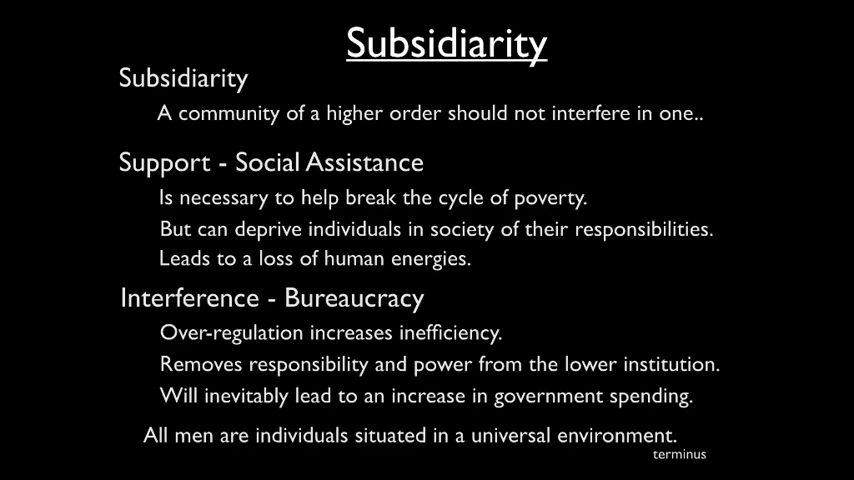 Subsidiarity
Subsidiarity
A community of a higher order should not interfere in one..
Support - Social Assistance
Is necessary to help break the cycle of poverty.
But can deprive individuals in society of their responsibilities.
Leads to a loss of human energies.
Interference - Bureaucracy
Over-regulation increases inefficiency.
Removes responsibility and power from the lower institution.
Will inevitably lead to an increase in government spending.
All men are individuals situated in a universal environment.
terminus